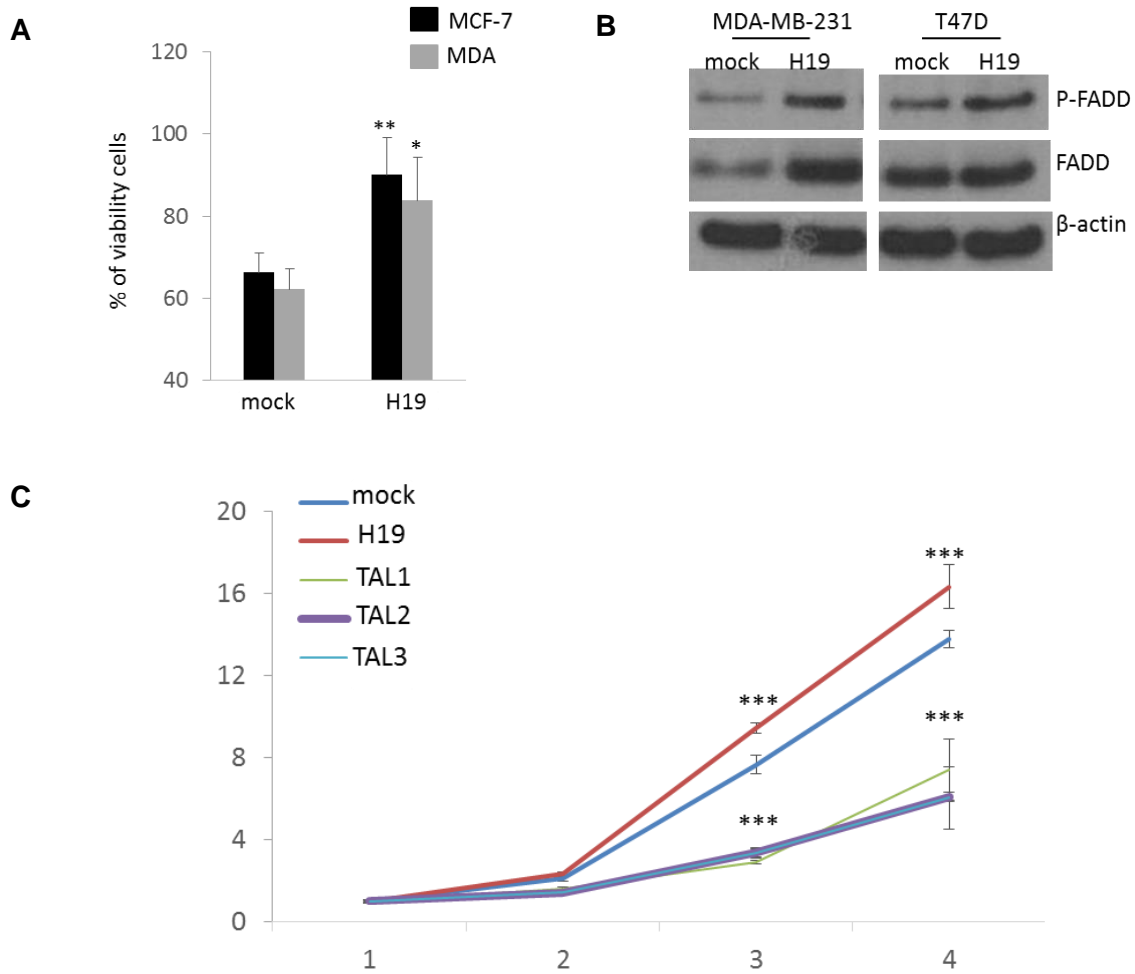 A
MCF-7
MDA
120
100
80
60
40
% of viability cells
**
*
mock
H19
B
MDA-MB-231
T47D
mock
H19
mock
H19
P-FADD
FADD
β-actin
C
mock
H19
TAL1
TAL2
TAL3
20
16
12
8
4
0
***
***
***
***
1
2
3
4